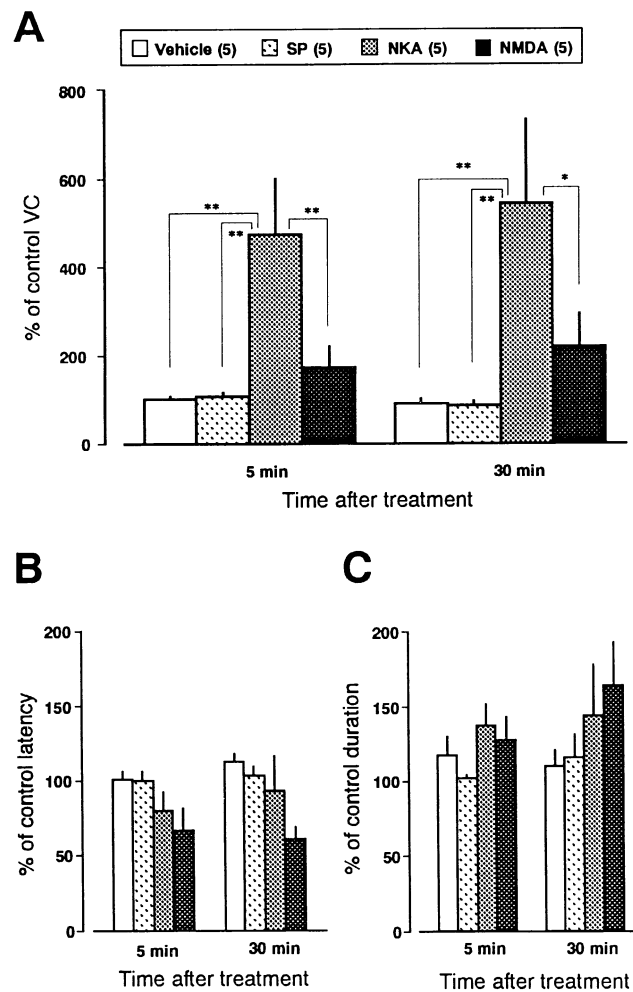 A
Vehicle (5) SP (5) NKA (5) NMDA (5)
% of control VC
800
600
400
200
0
** ** ** ** ** *
5 min 30 min
Time after treatment
B
% of control latency
200
150
100
50
0
5 min 30 min
Time after treatment
C
% of control duration
200
150
100
50
0
5 min 30 min
Time after treatment